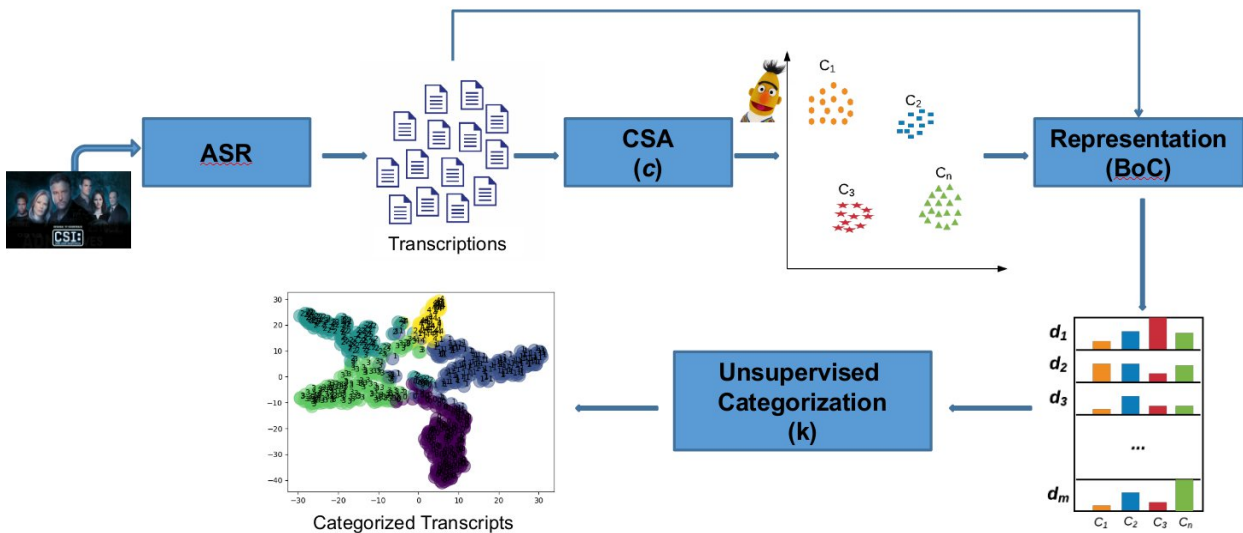 ASR
CSI:
Transcriptions
CSA
(c)
C1
C2
C3
Cn
Representation
(BoC)
d1
d2
d3
...
dm
C1 C2 C3 Cn
Unsupervised
Categorization
(k)
30
20
10
0
−10
−20
−30
−40
−30 −20 −10 0 10 20 30
Categorized Transcripts